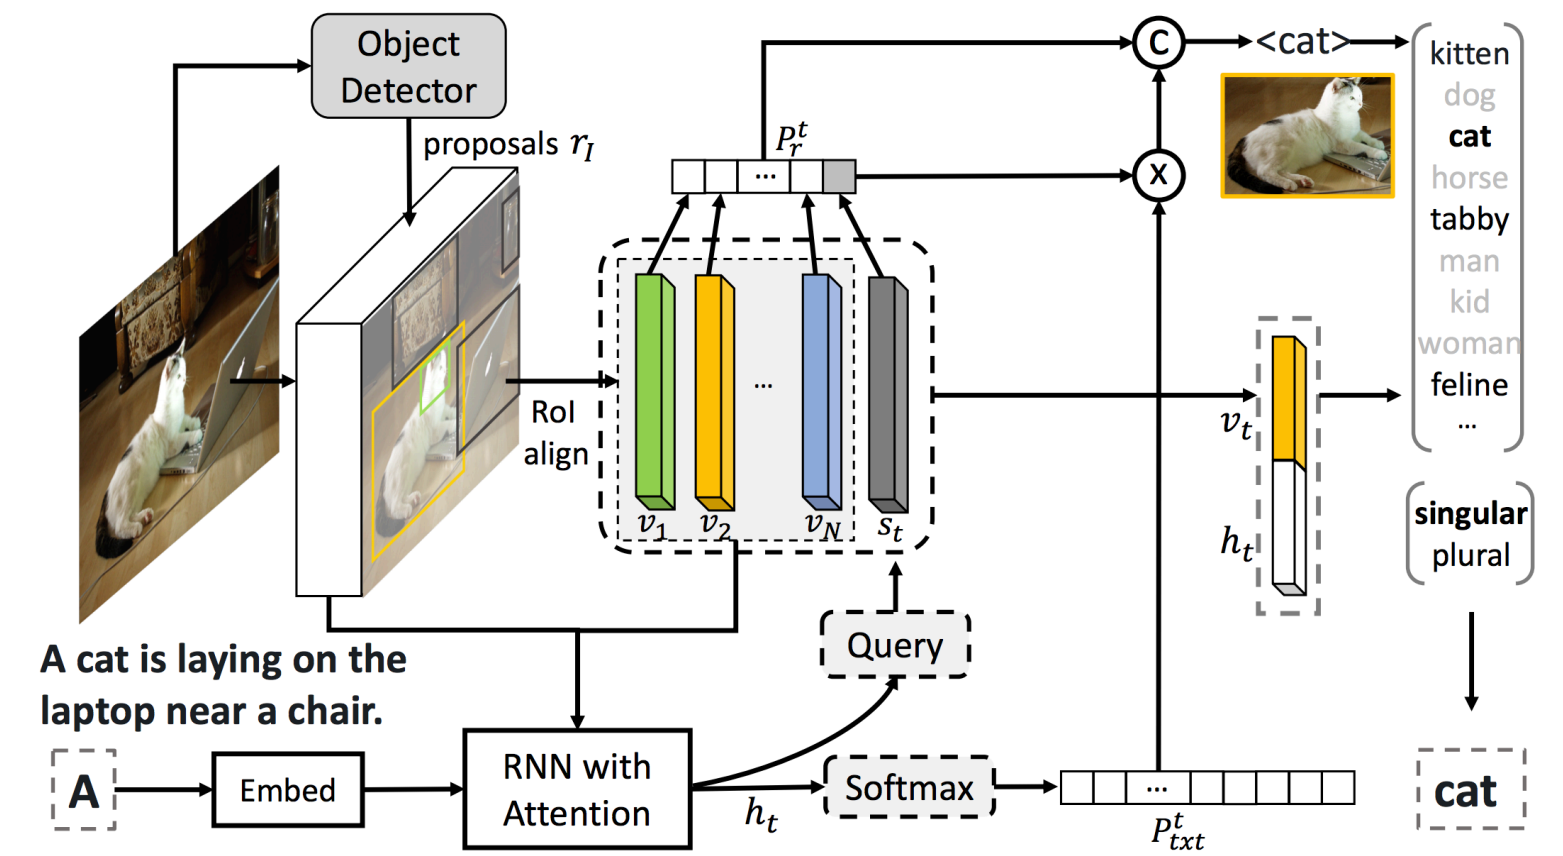 Object
Detector
proposals r_I
P_r^t
...
C
<cat>
X
kitten
dog
cat
horse
tabby
man
kid
woman
feline
...
RoI
align
...
v_1
v_2
v_N
s_t
v_t
h_t
singular
plural
Query
A cat is laying on the
laptop near a chair.
A
Embed
RNN with
Attention
h_t
Softmax
...
P_txt^t
cat